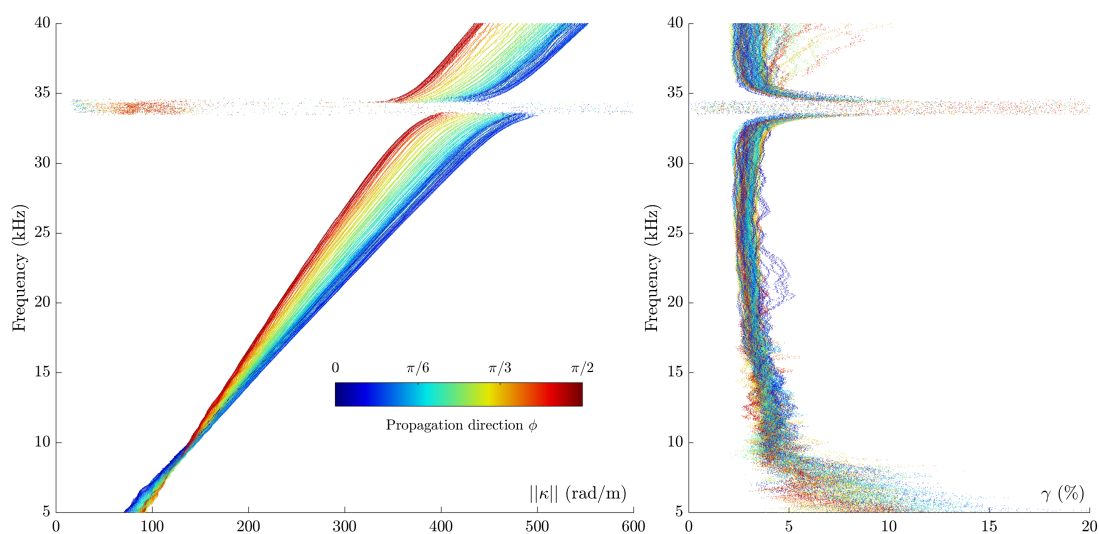 40
35
30
25
20
15
10
5
Frequency (kHz)
0 π/6 π/3 π/2
Propagation direction ϕ
||κ|| (rad/m)
0 100 200 300 400 500 600
40
35
30
25
20
15
10
5
Frequency (kHz)
γ (%)
0 5 10 15 20